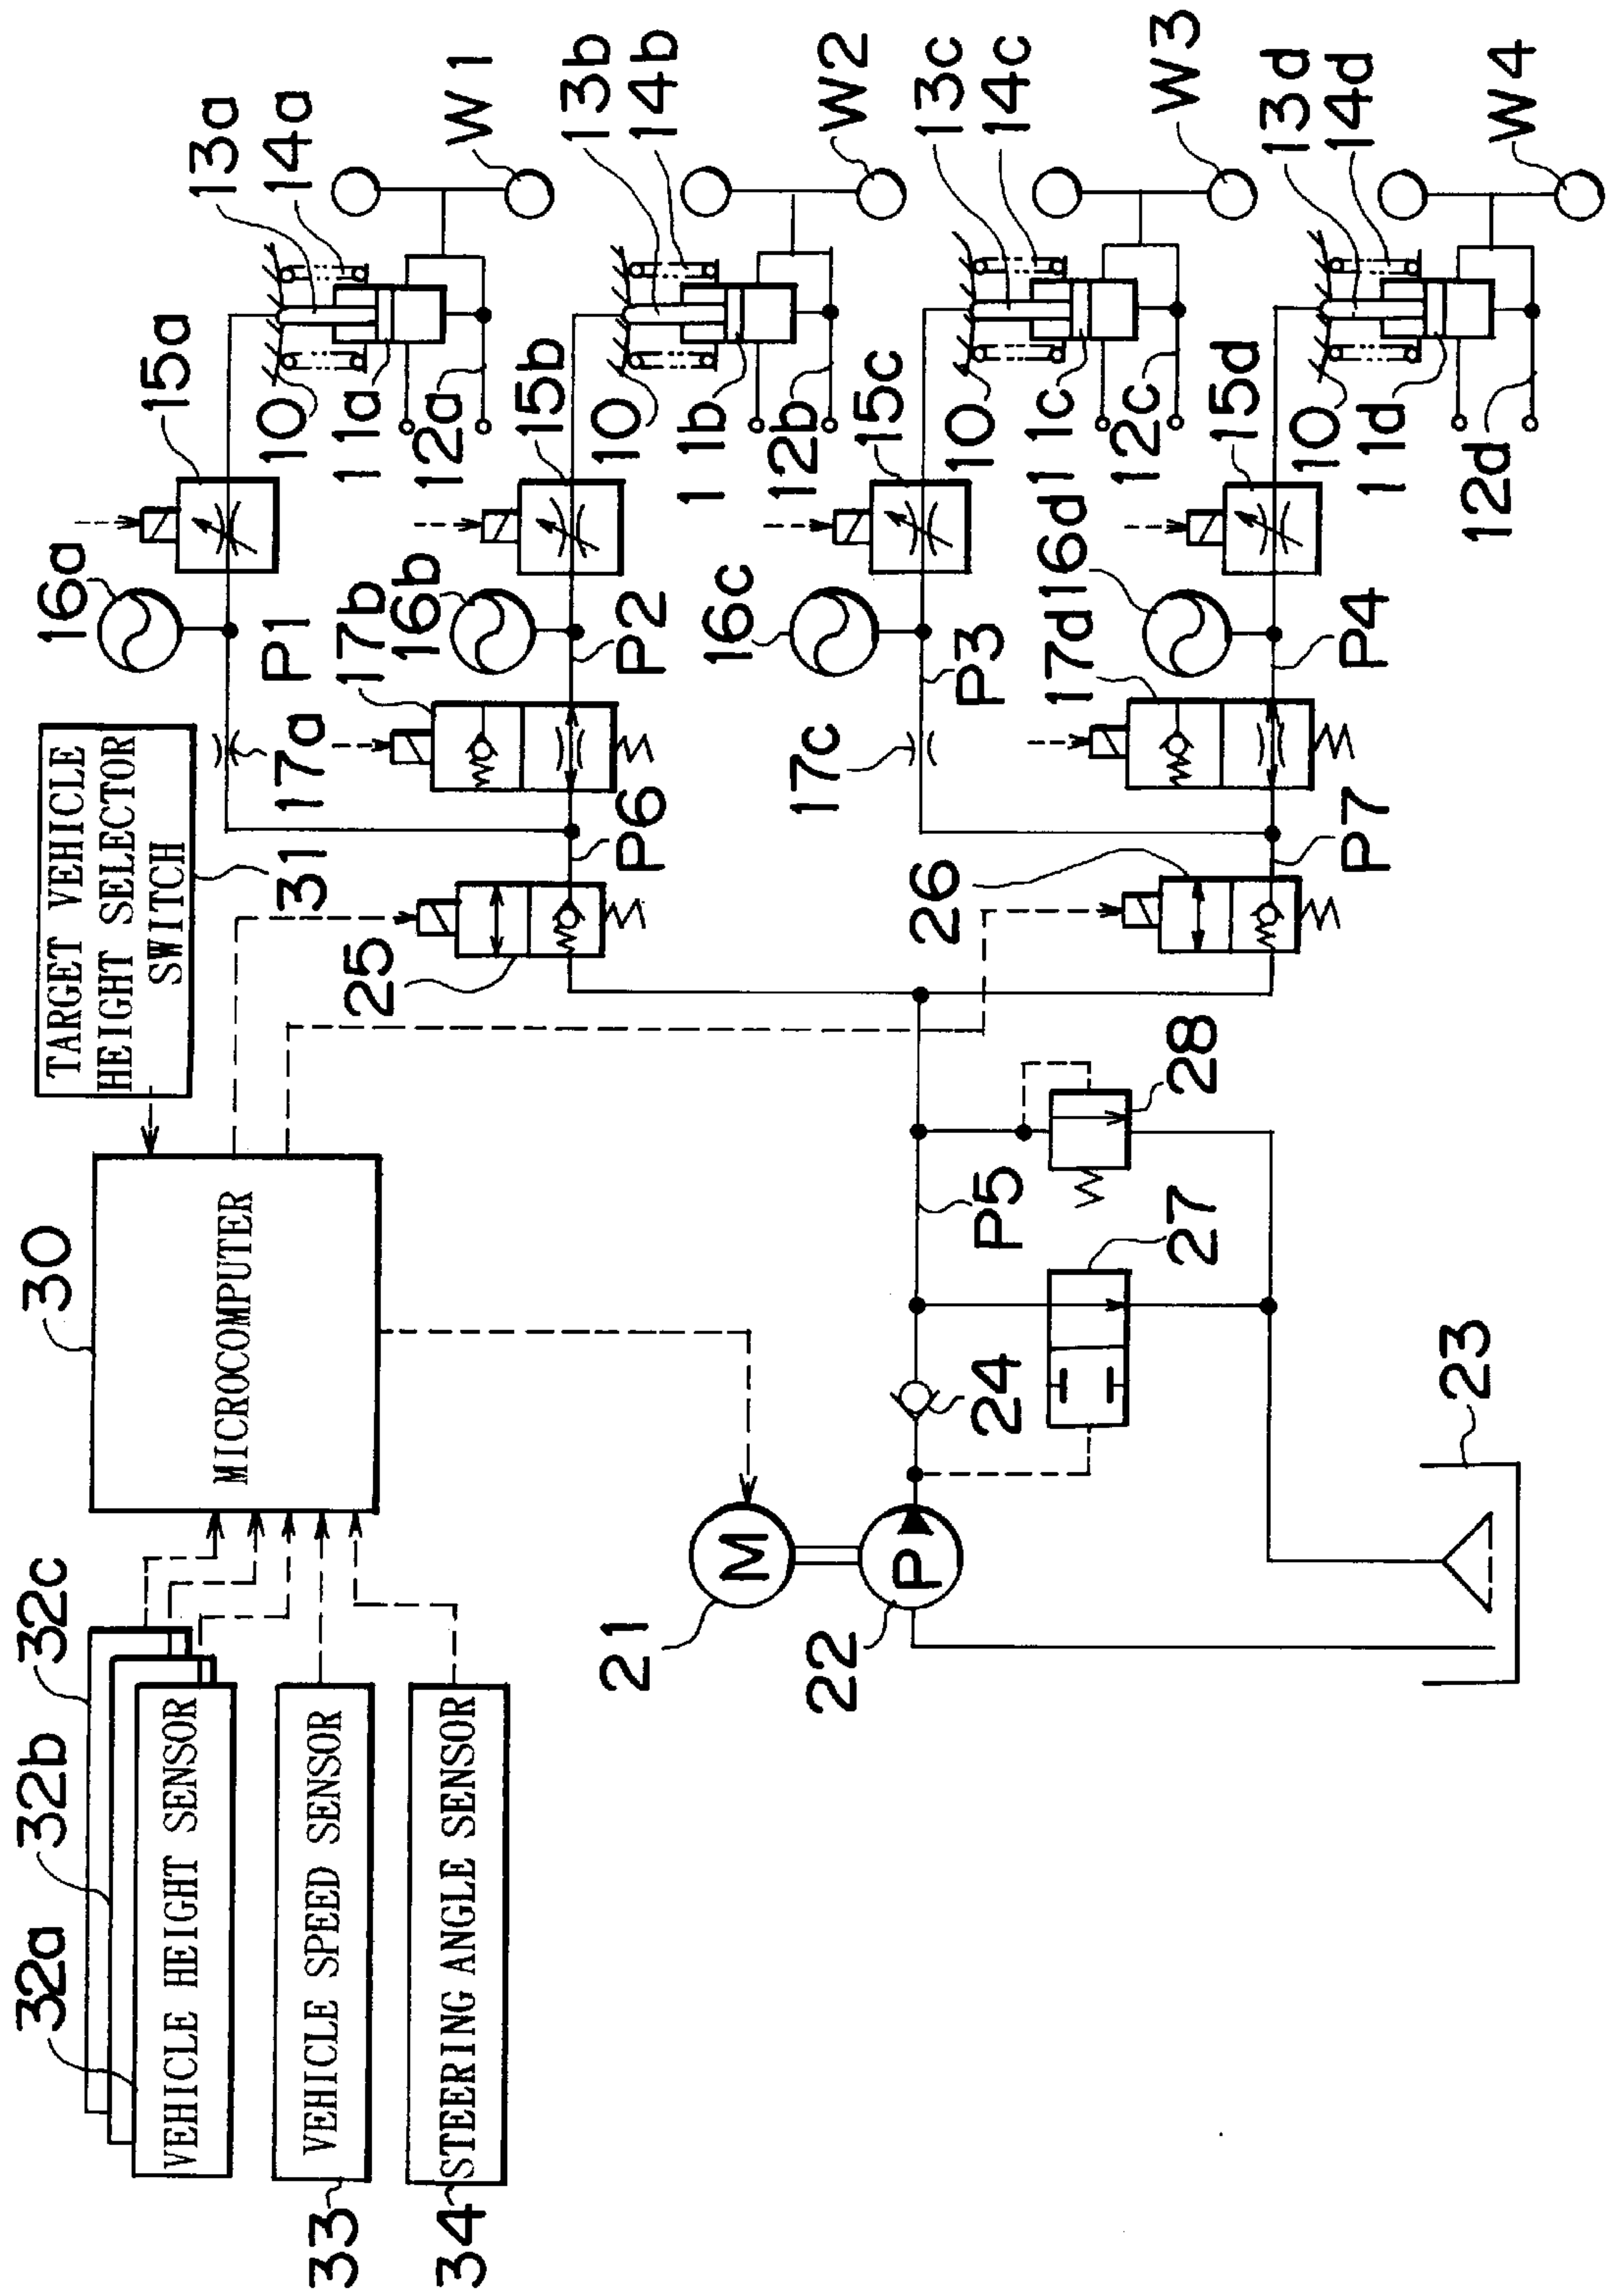 32a
32b
32c
VEHICLE HEIGHT SENSOR
33
VEHICLE SPEED SENSOR
34
STEERING ANGLE SENSOR
30
MICROCOMPUTER
TARGET VEHICLE
HEIGHT SELECTOR
SWITCH
31
21
M
22
P
23
24
27
P5
28
25
26
P6
P7
17a
P1
17b
P2
17c
P3
17d
P4
16a
16b
16c
16d
15a
15b
15c
15d
10
11a
12a
13a
14a
W1
10
11b
12b
13b
14b
W2
10
11c
12c
13c
14c
W3
10
11d
12d
13d
14d
W4